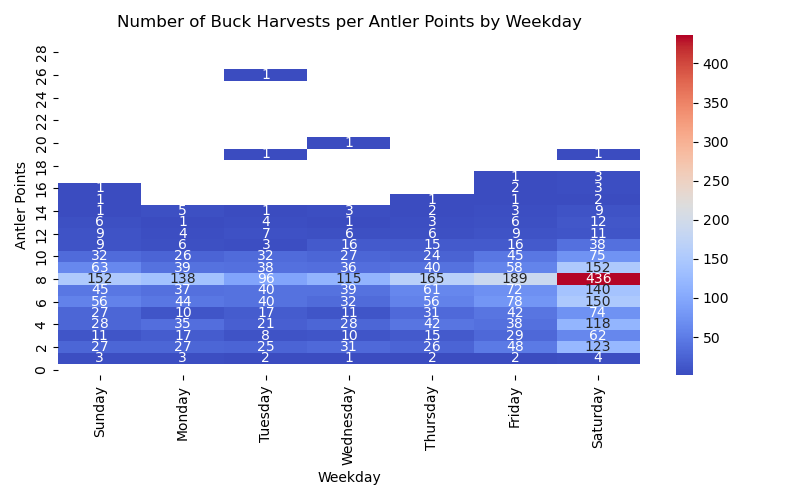 Number of Buck Harvests per Antler Points by Weekday
Antler Points
28
26 1
24
22
20 1
1 1
18
1 3
16 1 2 3
1 1 1 2
14 1 5 1 3 2 3 9
6 1 4 1 3 6 12
12 9 4 7 6 6 9 11
9 6 3 16 15 16 38
10 32 26 32 27 24 45 75
63 39 38 36 40 58 152
8 152 138 96 115 165 189 436
45 37 40 39 61 72 140
6 56 44 40 32 56 78 150
27 10 17 11 31 42 74
4 28 35 21 28 42 38 118
11 17 8 10 15 29 62
2 27 27 25 31 26 48 123
3 3 2 1 2 2 4
0
Sunday Monday Tuesday Wednesday Thursday Friday Saturday
Weekday
400
350
300
250
200
150
100
50